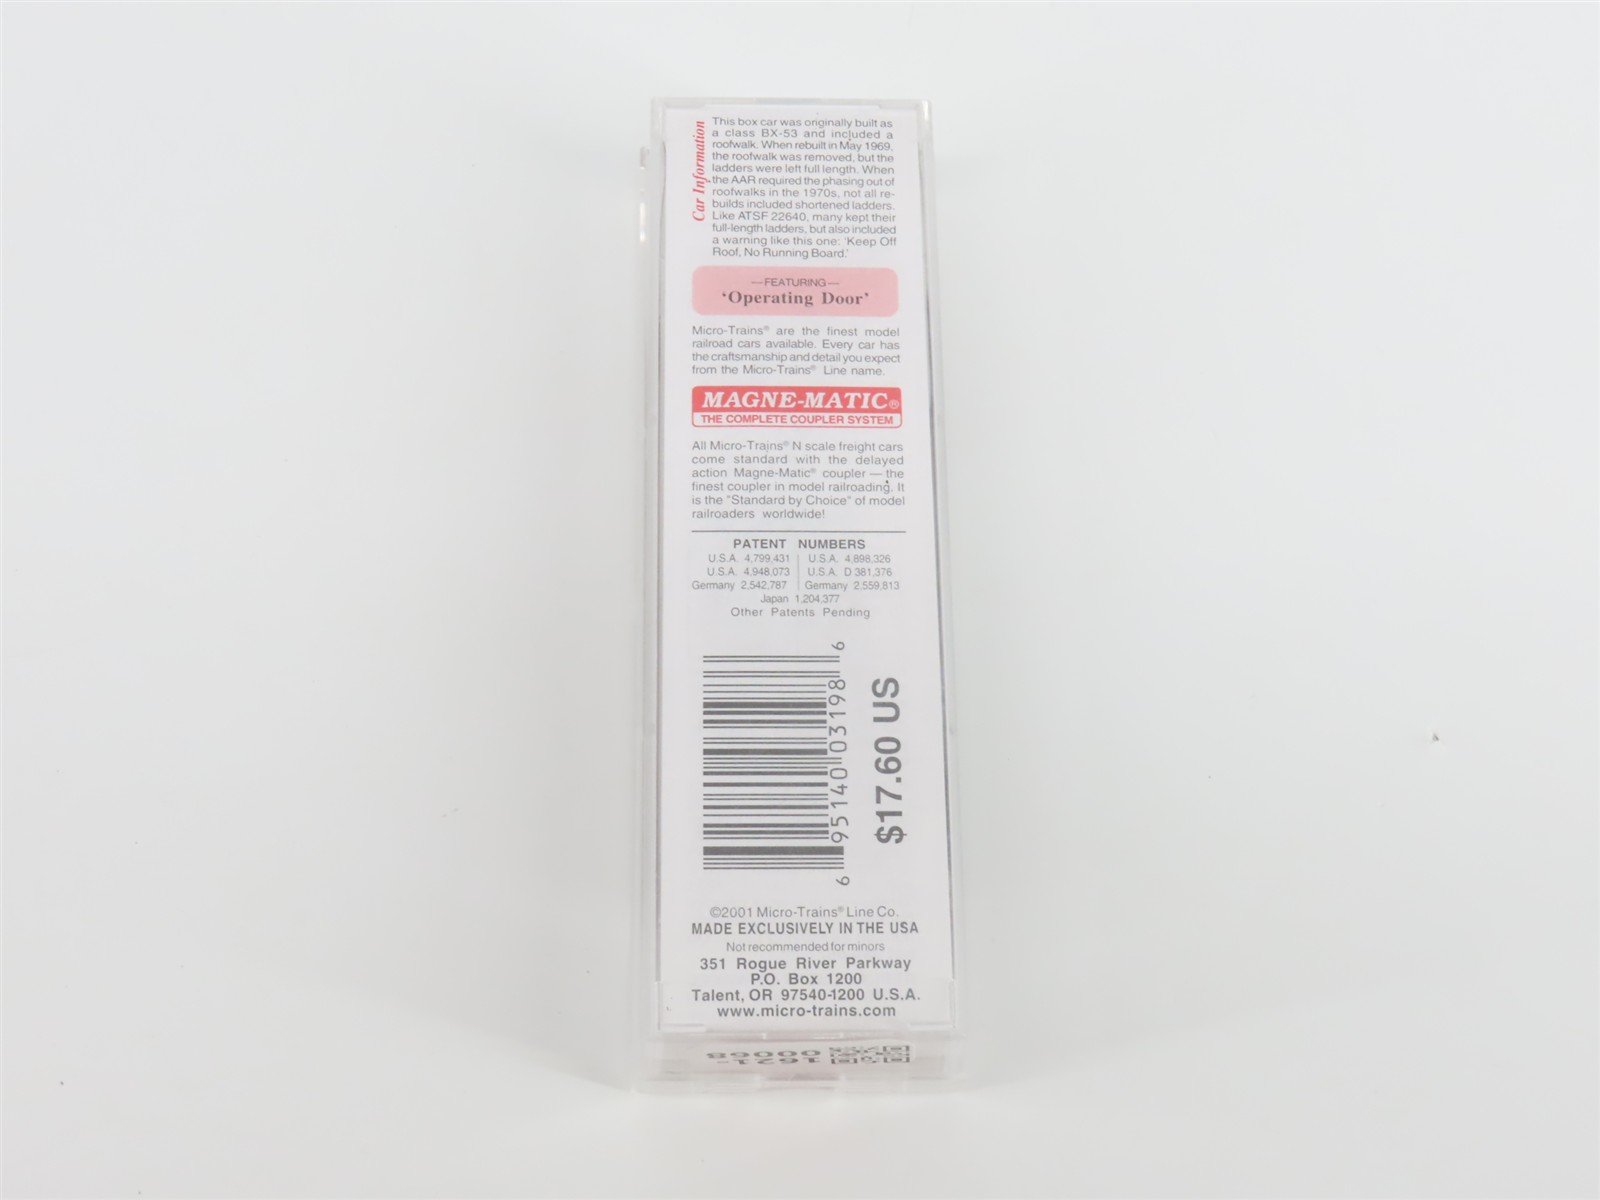 Car Information
This box car was originally built as
a class BX-53 and included a
roofwalk. When rebuilt in May 1969,
the roofwalk was removed, but the
ladders were left full length. When
the AAR required the phasing out of
roofwalks in the 1970s, not all re-
builds included shortened ladders.
Like ATSF 22640, many kept their
full-length ladders, but also included
a warning like this one: 'Keep Off
Roof, No Running Board.'
—FEATURING—
'Operating Door'
Micro-Trains® are the finest model
railroad cars available. Every car has
the craftsmanship and detail you expect
from the Micro-Trains® Line name.
MAGNE-MATIC®
THE COMPLETE COUPLER SYSTEM
All Micro-Trains® N scale freight cars
come standard with the delayed
action Magne-Matic® coupler — the
finest coupler in model railroading. It
is the "Standard by Choice" of model
railroaders worldwide!
PATENT NUMBERS
U.S.A. 4,799,431 | U.S.A. 4,898,326
U.S.A. 4,948,073 | U.S.A. D 381,376
Germany 2,542,787 | Germany 2,559,813
Japan 1,204,377
Other Patents Pending
6 95140 03198 6
$17.60 US
©2001 Micro-Trains® Line Co.
MADE EXCLUSIVELY IN THE USA
Not recommended for minors
351 Rogue River Parkway
P.O. Box 1200
Talent, OR 97540-1200 U.S.A.
www.micro-trains.com
1621-
00068